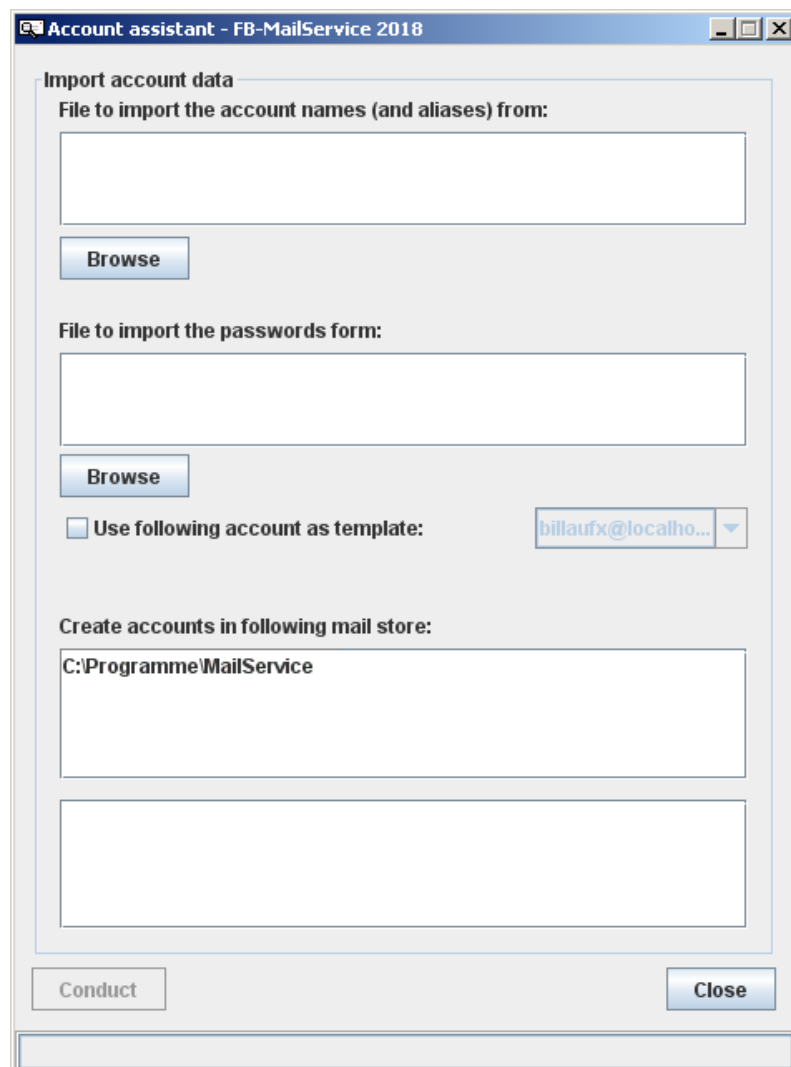 Account assistant - FB-MailService 2018
Import account data
File to import the account names (and aliases) from:
Browse
File to import the passwords form:
Browse
Use following account as template:
billaufx@localho...
Create accounts in following mail store:
C:\Programme\MailService
Conduct
Close